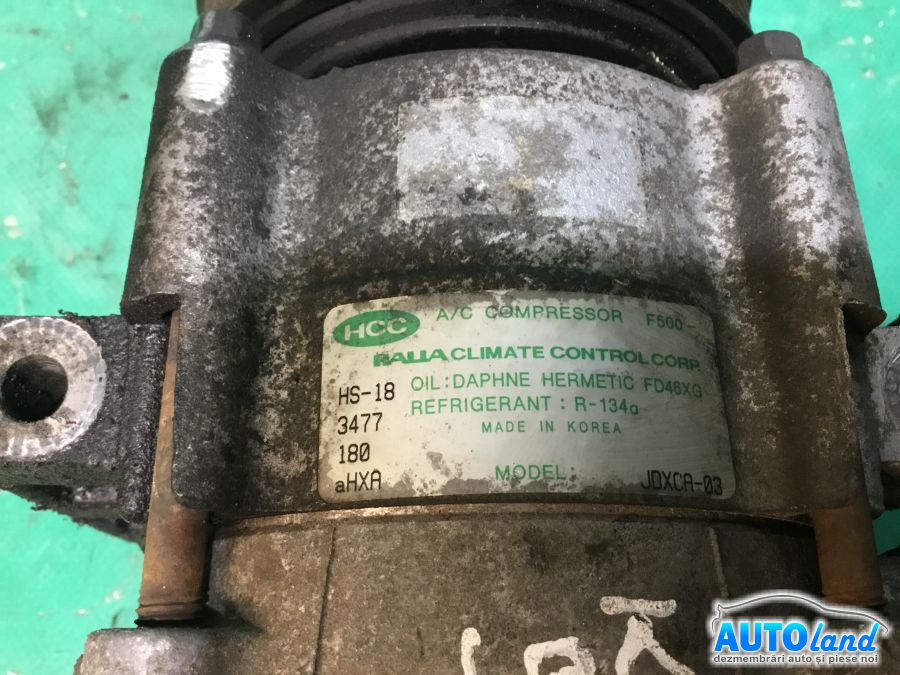 HCC A/C COMPRESSOR F500-
HALLA CLIMATE CONTROL CORP.
HS-18 OIL: DAPHNE HERMETIC FD46XG
3477 REFRIGERANT : R-134a
MADE IN KOREA
180
aHXA MODEL: JDXCA-03
AUTOland
dezmembrări auto și piese noi